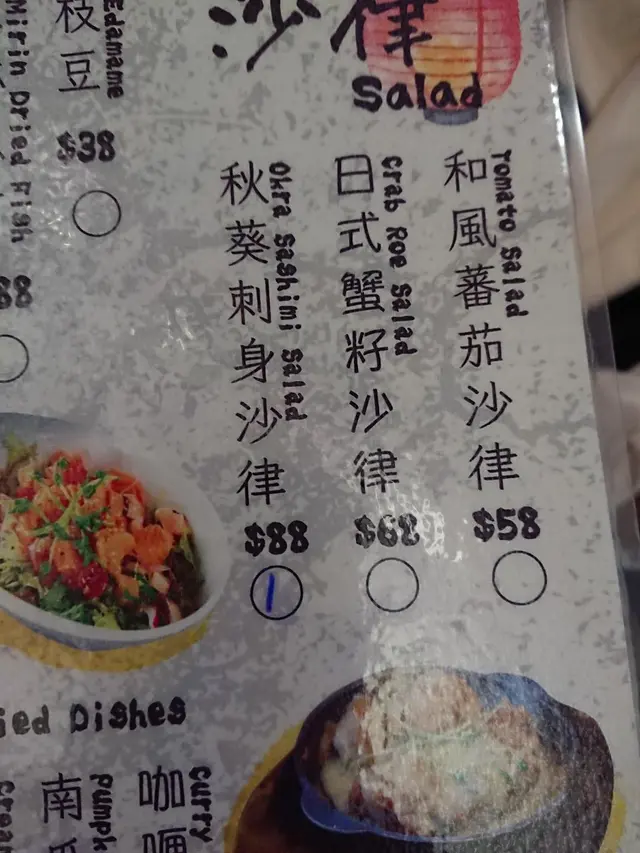 沙律
Salad
和風蕃茄沙律
Tomato Salad
$58
日式蟹籽沙律
Crab Roe Salad
$68
秋葵刺身沙律
Okra Sashimi Salad
$88
1
枝豆
Edamame
$38
Mirin Dried Fish
ied Dishes
咖
Curry
南
Pumpk